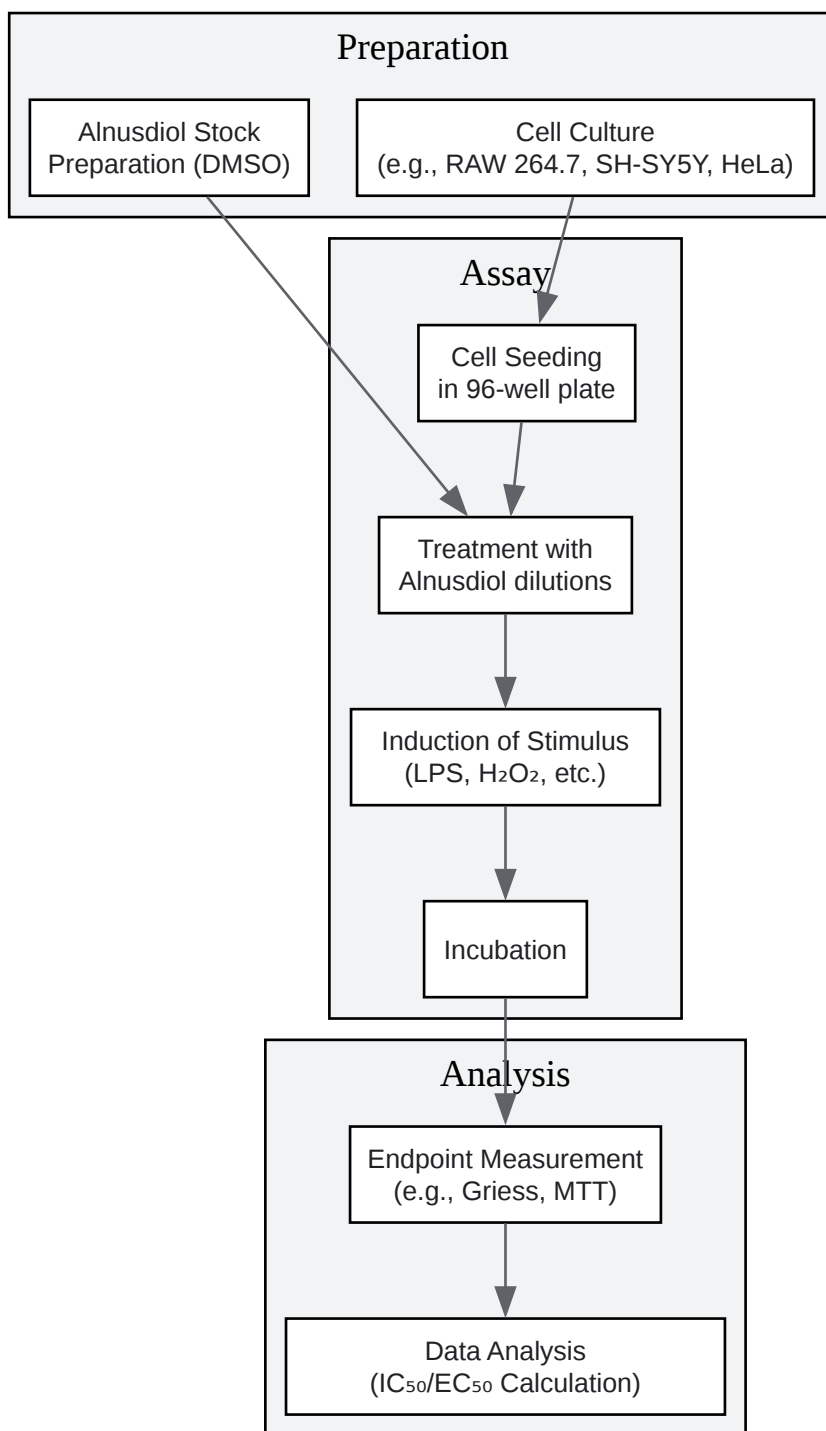 Preparation
Alnusdiol Stock
Preparation (DMSO)
Cell Culture
(e.g., RAW 264.7, SH-SY5Y, HeLa)
Assay
Cell Seeding
in 96-well plate
Treatment with
Alnusdiol dilutions
Induction of Stimulus
(LPS, H₂O₂, etc.)
Incubation
Analysis
Endpoint Measurement
(e.g., Griess, MTT)
Data Analysis
(IC₅₀/EC₅₀ Calculation)